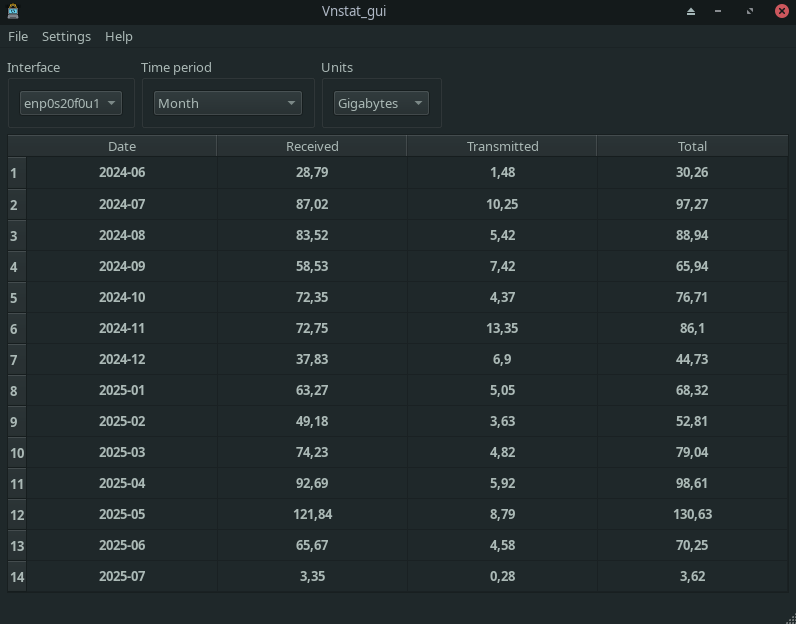 Vnstat_gui
File Settings Help
Interface Time period Units
enp0s20f0u1 Month Gigabytes
Date Received Transmitted Total
1 2024-06 28,79 1,48 30,26
2 2024-07 87,02 10,25 97,27
3 2024-08 83,52 5,42 88,94
4 2024-09 58,53 7,42 65,94
5 2024-10 72,35 4,37 76,71
6 2024-11 72,75 13,35 86,1
7 2024-12 37,83 6,9 44,73
8 2025-01 63,27 5,05 68,32
9 2025-02 49,18 3,63 52,81
10 2025-03 74,23 4,82 79,04
11 2025-04 92,69 5,92 98,61
12 2025-05 121,84 8,79 130,63
13 2025-06 65,67 4,58 70,25
14 2025-07 3,35 0,28 3,62